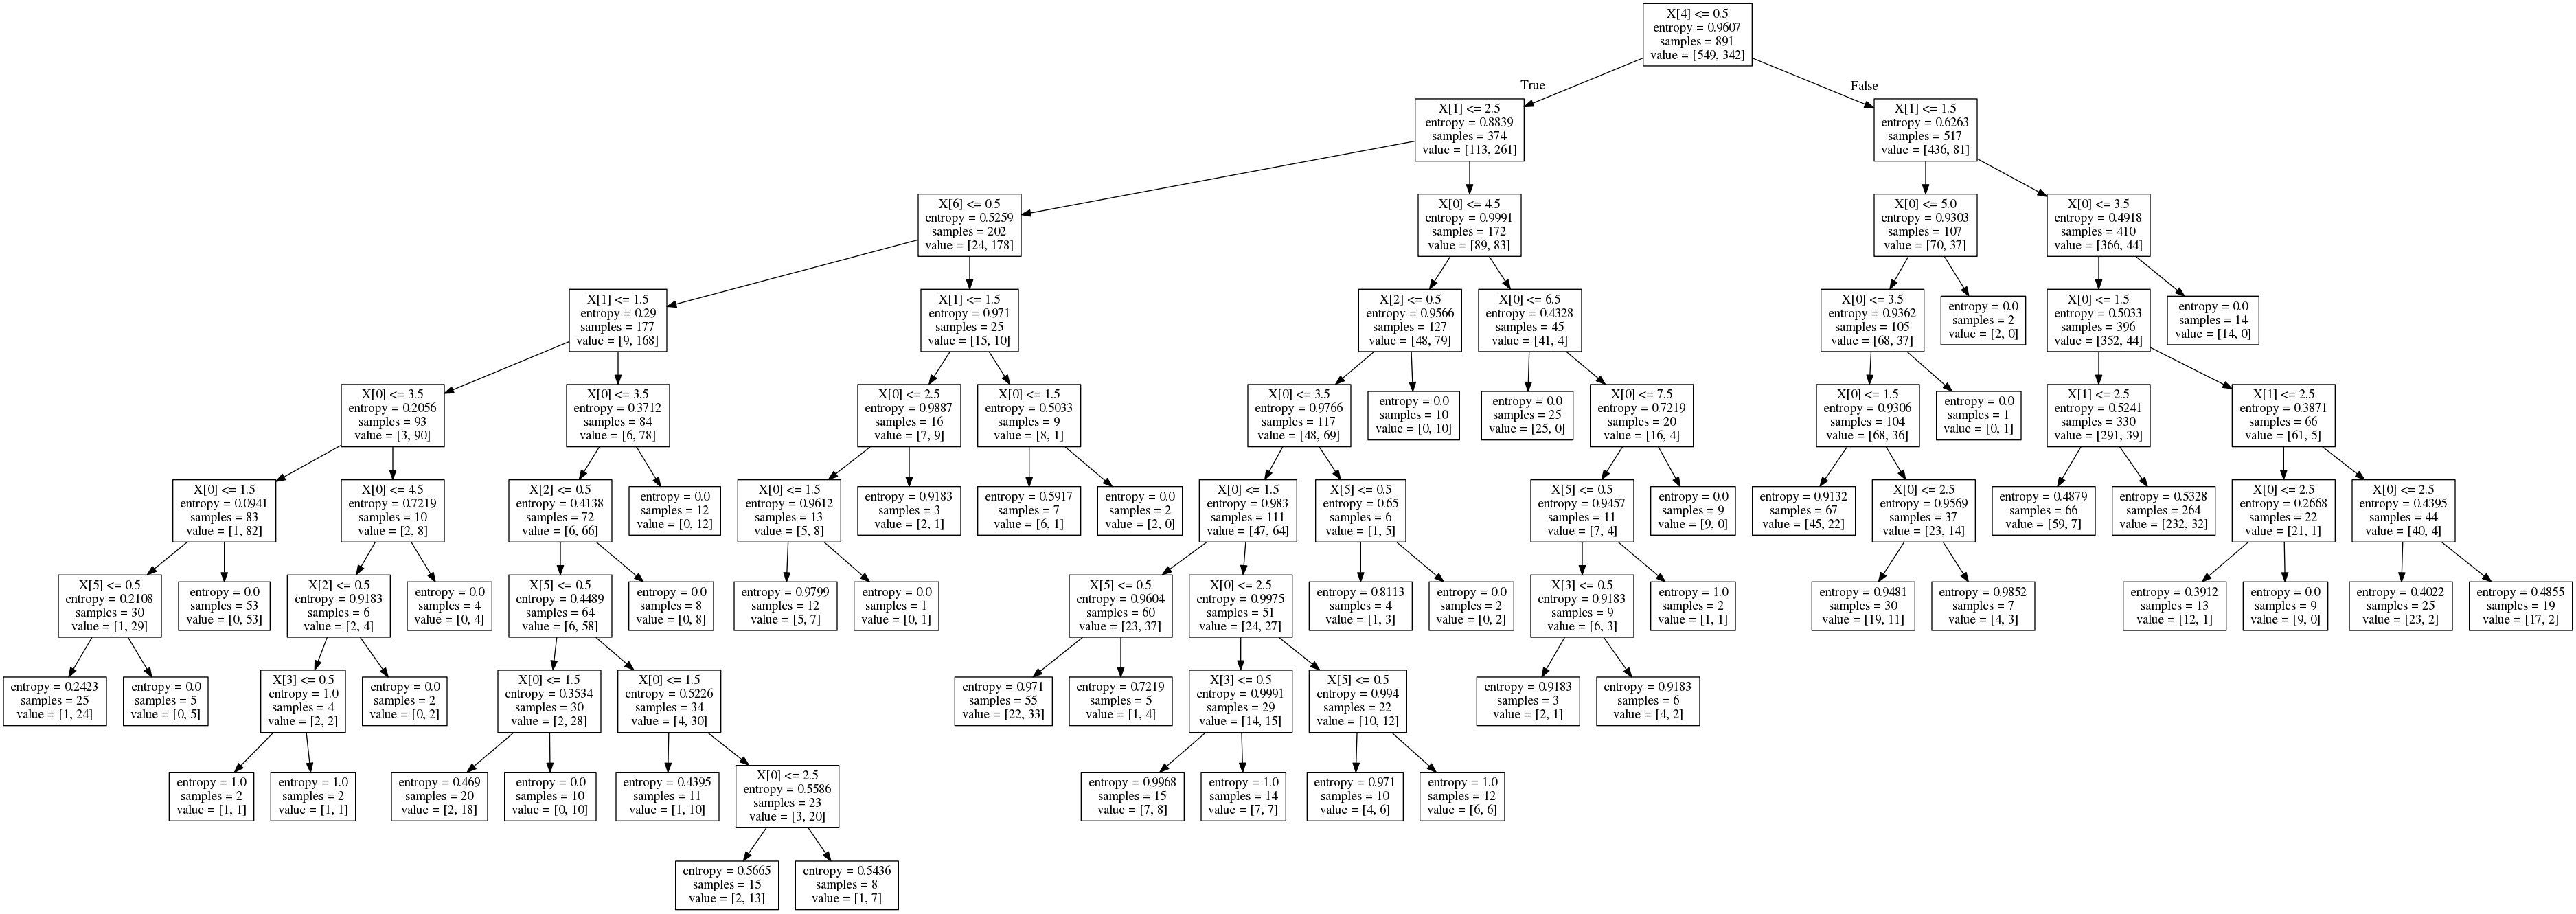 X[4] <= 0.5
entropy = 0.9607
samples = 891
value = [549, 342]
True
False
X[1] <= 2.5
entropy = 0.8839
samples = 374
value = [113, 261]
X[1] <= 1.5
entropy = 0.6263
samples = 517
value = [436, 81]
X[6] <= 0.5
entropy = 0.5259
samples = 202
value = [24, 178]
X[0] <= 4.5
entropy = 0.9991
samples = 172
value = [89, 83]
X[0] <= 5.0
entropy = 0.9303
samples = 107
value = [70, 37]
X[0] <= 3.5
entropy = 0.4918
samples = 410
value = [366, 44]
X[1] <= 1.5
entropy = 0.29
samples = 177
value = [9, 168]
X[1] <= 1.5
entropy = 0.971
samples = 25
value = [15, 10]
X[2] <= 0.5
entropy = 0.9566
samples = 127
value = [48, 79]
X[0] <= 6.5
entropy = 0.4328
samples = 45
value = [41, 4]
X[0] <= 3.5
entropy = 0.9362
samples = 105
value = [68, 37]
entropy = 0.0
samples = 2
value = [2, 0]
X[0] <= 1.5
entropy = 0.5033
samples = 396
value = [352, 44]
entropy = 0.0
samples = 14
value = [14, 0]
X[0] <= 3.5
entropy = 0.2056
samples = 93
value = [3, 90]
X[0] <= 3.5
entropy = 0.3712
samples = 84
value = [6, 78]
X[0] <= 2.5
entropy = 0.9887
samples = 16
value = [7, 9]
X[0] <= 1.5
entropy = 0.5033
samples = 9
value = [8, 1]
X[0] <= 3.5
entropy = 0.9766
samples = 117
value = [48, 69]
entropy = 0.0
samples = 10
value = [0, 10]
entropy = 0.0
samples = 25
value = [25, 0]
X[0] <= 7.5
entropy = 0.7219
samples = 20
value = [16, 4]
X[0] <= 1.5
entropy = 0.9306
samples = 104
value = [68, 36]
entropy = 0.0
samples = 1
value = [0, 1]
X[1] <= 2.5
entropy = 0.5241
samples = 330
value = [291, 39]
X[1] <= 2.5
entropy = 0.3871
samples = 66
value = [61, 5]
X[0] <= 1.5
entropy = 0.0941
samples = 83
value = [1, 82]
X[0] <= 4.5
entropy = 0.7219
samples = 10
value = [2, 8]
X[2] <= 0.5
entropy = 0.4138
samples = 72
value = [6, 66]
entropy = 0.0
samples = 12
value = [0, 12]
X[0] <= 1.5
entropy = 0.9612
samples = 13
value = [5, 8]
entropy = 0.9183
samples = 3
value = [2, 1]
entropy = 0.5917
samples = 7
value = [6, 1]
entropy = 0.0
samples = 2
value = [2, 0]
X[0] <= 1.5
entropy = 0.983
samples = 111
value = [47, 64]
X[5] <= 0.5
entropy = 0.65
samples = 6
value = [1, 5]
X[5] <= 0.5
entropy = 0.9457
samples = 11
value = [7, 4]
entropy = 0.0
samples = 9
value = [9, 0]
entropy = 0.9132
samples = 67
value = [45, 22]
X[0] <= 2.5
entropy = 0.9569
samples = 37
value = [23, 14]
entropy = 0.4879
samples = 66
value = [59, 7]
entropy = 0.5328
samples = 264
value = [232, 32]
X[0] <= 2.5
entropy = 0.2668
samples = 22
value = [21, 1]
X[0] <= 2.5
entropy = 0.4395
samples = 44
value = [40, 4]
X[5] <= 0.5
entropy = 0.2108
samples = 30
value = [1, 29]
entropy = 0.0
samples = 53
value = [0, 53]
X[2] <= 0.5
entropy = 0.9183
samples = 6
value = [2, 4]
entropy = 0.0
samples = 4
value = [0, 4]
X[5] <= 0.5
entropy = 0.4489
samples = 64
value = [6, 58]
entropy = 0.0
samples = 8
value = [0, 8]
entropy = 0.9799
samples = 12
value = [5, 7]
entropy = 0.0
samples = 1
value = [0, 1]
X[5] <= 0.5
entropy = 0.9604
samples = 60
value = [23, 37]
X[0] <= 2.5
entropy = 0.9975
samples = 51
value = [24, 27]
entropy = 0.8113
samples = 4
value = [1, 3]
entropy = 0.0
samples = 2
value = [0, 2]
X[3] <= 0.5
entropy = 0.9183
samples = 9
value = [6, 3]
entropy = 1.0
samples = 2
value = [1, 1]
entropy = 0.9481
samples = 30
value = [19, 11]
entropy = 0.9852
samples = 7
value = [4, 3]
entropy = 0.3912
samples = 13
value = [12, 1]
entropy = 0.0
samples = 9
value = [9, 0]
entropy = 0.4022
samples = 25
value = [23, 2]
entropy = 0.4855
samples = 19
value = [17, 2]
entropy = 0.2423
samples = 25
value = [1, 24]
entropy = 0.0
samples = 5
value = [0, 5]
X[3] <= 0.5
entropy = 1.0
samples = 4
value = [2, 2]
entropy = 0.0
samples = 2
value = [0, 2]
X[0] <= 1.5
entropy = 0.3534
samples = 30
value = [2, 28]
X[0] <= 1.5
entropy = 0.5226
samples = 34
value = [4, 30]
entropy = 0.971
samples = 55
value = [22, 33]
entropy = 0.7219
samples = 5
value = [1, 4]
X[3] <= 0.5
entropy = 0.9991
samples = 29
value = [14, 15]
X[5] <= 0.5
entropy = 0.994
samples = 22
value = [10, 12]
entropy = 0.9183
samples = 3
value = [2, 1]
entropy = 0.9183
samples = 6
value = [4, 2]
entropy = 1.0
samples = 2
value = [1, 1]
entropy = 1.0
samples = 2
value = [1, 1]
entropy = 0.469
samples = 20
value = [2, 18]
entropy = 0.0
samples = 10
value = [0, 10]
entropy = 0.4395
samples = 11
value = [1, 10]
X[0] <= 2.5
entropy = 0.5586
samples = 23
value = [3, 20]
entropy = 0.9968
samples = 15
value = [7, 8]
entropy = 1.0
samples = 14
value = [7, 7]
entropy = 0.971
samples = 10
value = [4, 6]
entropy = 1.0
samples = 12
value = [6, 6]
entropy = 0.5665
samples = 15
value = [2, 13]
entropy = 0.5436
samples = 8
value = [1, 7]